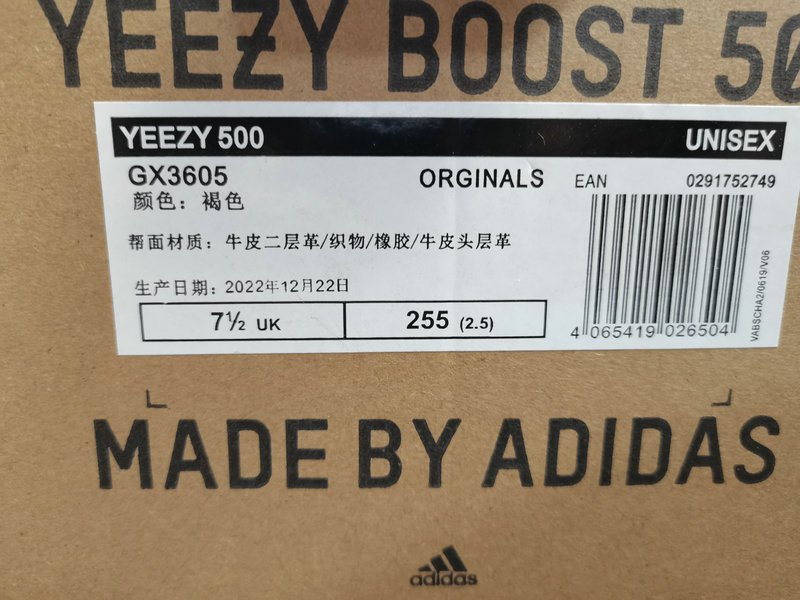 YEEZY BOOST 50
YEEZY 500 UNISEX
GX3605 ORGINALS EAN 0291752749
颜色：褐色
帮面材质：牛皮二层革/织物/橡胶/牛皮头层革
生产日期：2022年12月22日
7½ UK 255 (2.5)
4 065419 026504
VABSCHA2/0619/V06
MADE BY ADIDAS
adidas